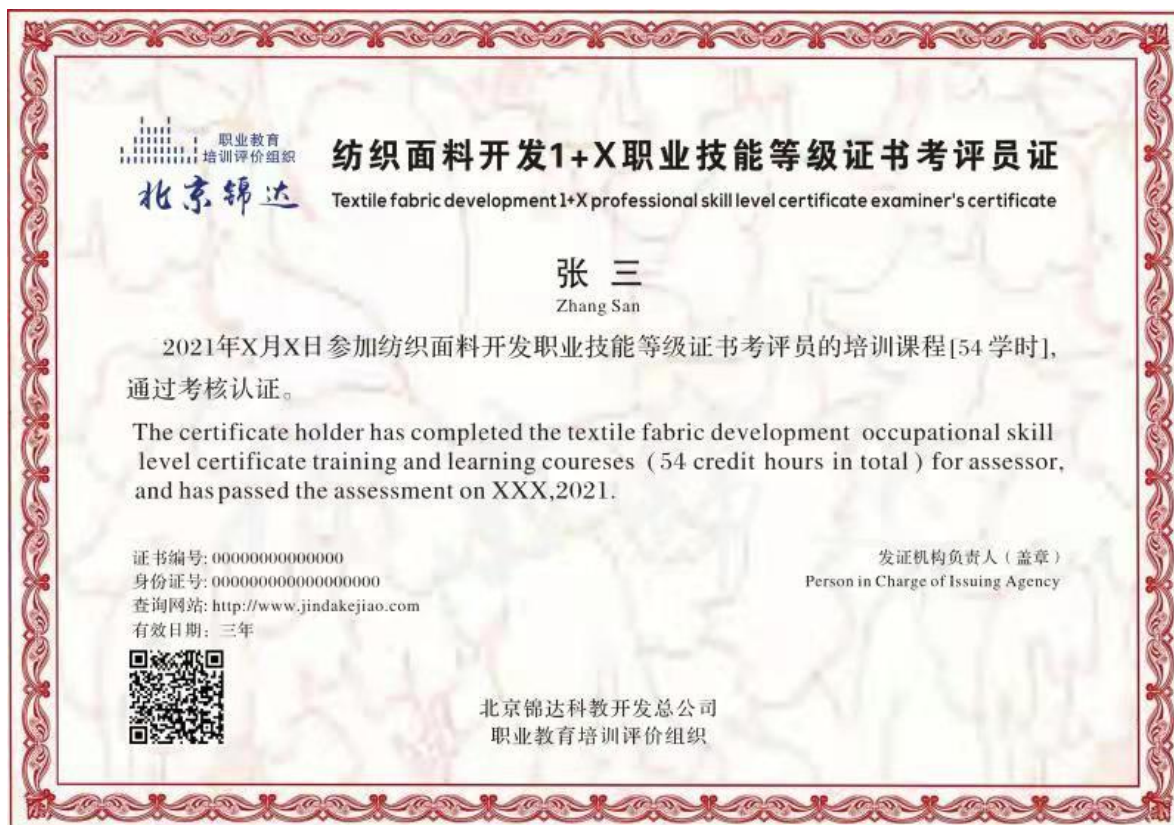 职业教育
培训评价组织
北京锦达
纺织面料开发1+X职业技能等级证书考评员证
Textile fabric development 1+X professional skill level certificate examiner's certificate
张 三
Zhang San
2021年X月X日参加纺织面料开发职业技能等级证书考评员的培训课程[54 学时],
通过考核认证。
The certificate holder has completed the textile fabric development occupational skill
level certificate training and learning coureses ( 54 credit hours in total ) for assessor,
and has passed the assessment on XXX,2021.
证书编号: 00000000000000
身份证号: 000000000000000000
查询网站: http://www.jindakejiao.com
有效日期: 三年
发证机构负责人（盖章）
Person in Charge of Issuing Agency
北京锦达科教开发总公司
职业教育培训评价组织